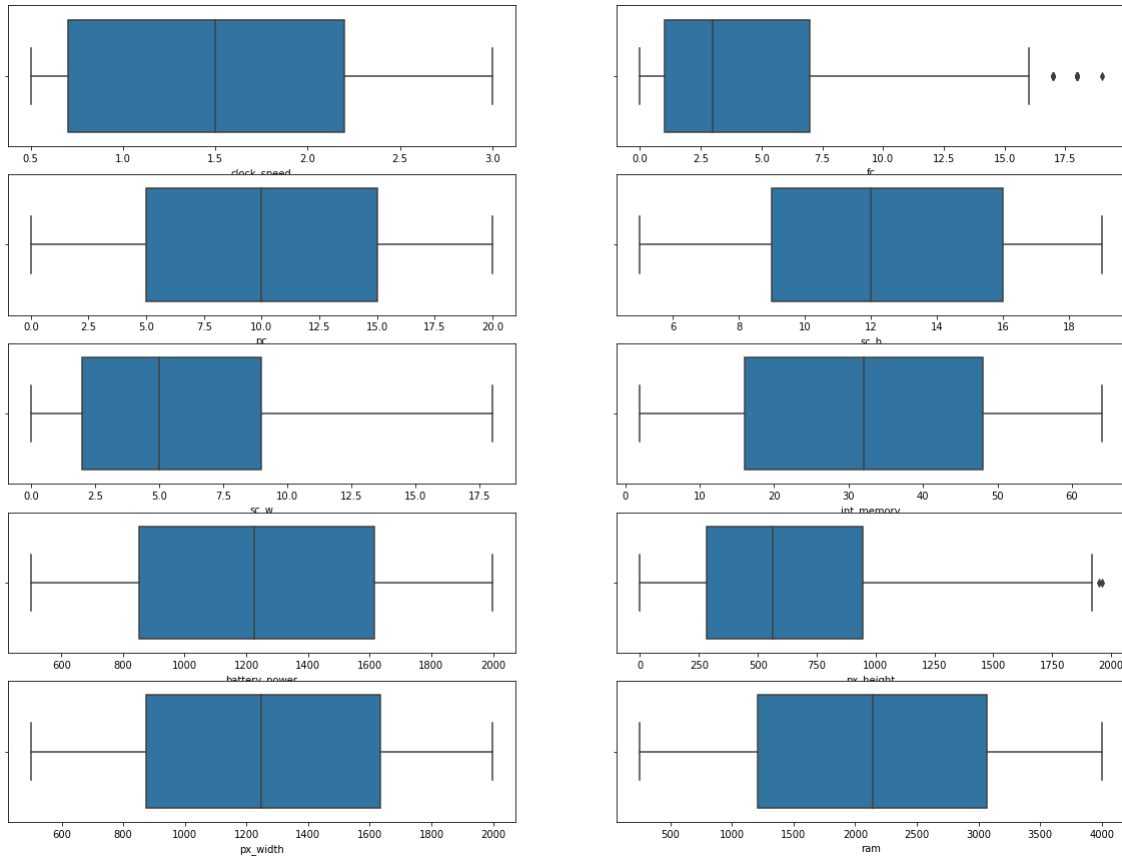 0.5 1.0 1.5 2.0 2.5 3.0
clock_speed
0.0 2.5 5.0 7.5 10.0 12.5 15.0 17.5
fc
0.0 2.5 5.0 7.5 10.0 12.5 15.0 17.5 20.0
pc
6 8 10 12 14 16 18
sc_h
0.0 2.5 5.0 7.5 10.0 12.5 15.0 17.5
sc_w
0 10 20 30 40 50 60
int_memory
600 800 1000 1200 1400 1600 1800 2000
battery_power
0 250 500 750 1000 1250 1500 1750 2000
px_height
600 800 1000 1200 1400 1600 1800 2000
px_width
500 1000 1500 2000 2500 3000 3500 4000
ram